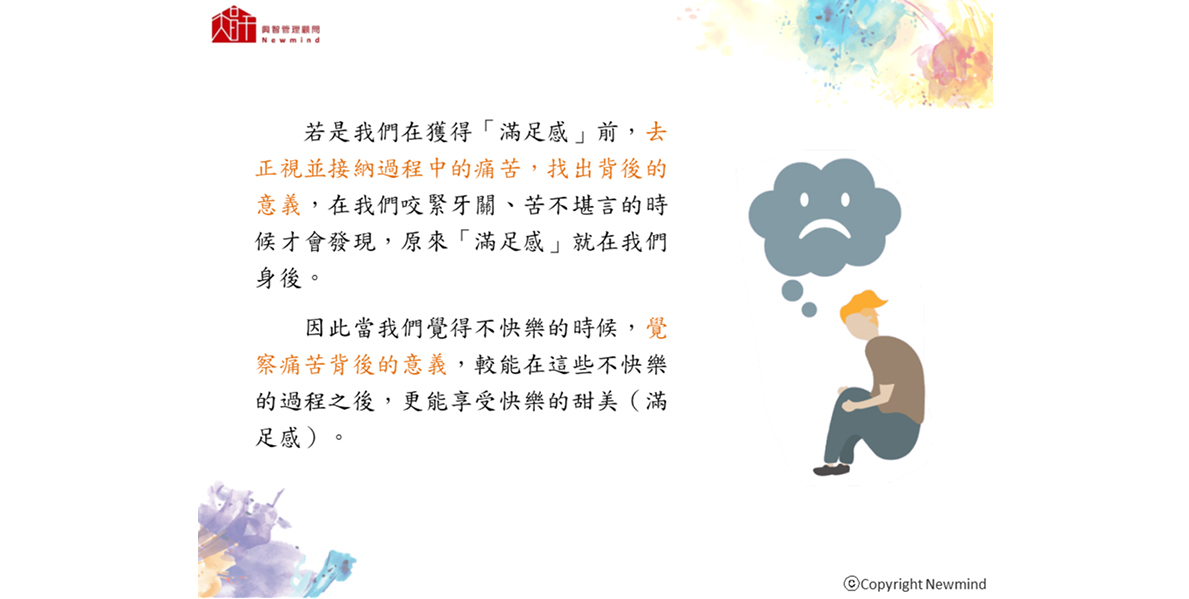 興智管理顧問
Newmind
若是我們在獲得「滿足感」前，去
正視並接納過程中的痛苦，找出背後的
意義，在我們咬緊牙關、苦不堪言的時
候才會發現，原來「滿足感」就在我們
身後。
因此當我們覺得不快樂的時候，覺
察痛苦背後的意義，較能在這些不快樂
的過程之後，更能享受快樂的甜美（滿
足感）。
©Copyright Newmind